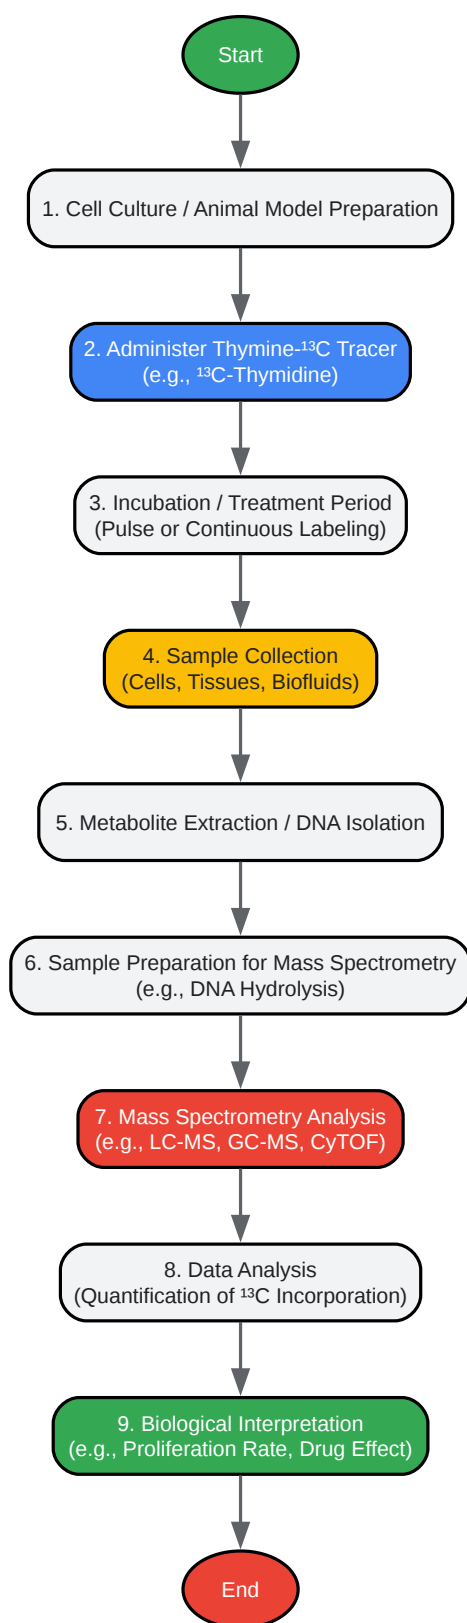 Start
1. Cell Culture / Animal Model Preparation
2. Administer Thymine-¹³C Tracer
(e.g., ¹³C-Thymidine)
3. Incubation / Treatment Period
(Pulse or Continuous Labeling)
4. Sample Collection
(Cells, Tissues, Biofluids)
5. Metabolite Extraction / DNA Isolation
6. Sample Preparation for Mass Spectrometry
(e.g., DNA Hydrolysis)
7. Mass Spectrometry Analysis
(e.g., LC-MS, GC-MS, CyTOF)
8. Data Analysis
(Quantification of ¹³C Incorporation)
9. Biological Interpretation
(e.g., Proliferation Rate, Drug Effect)
End